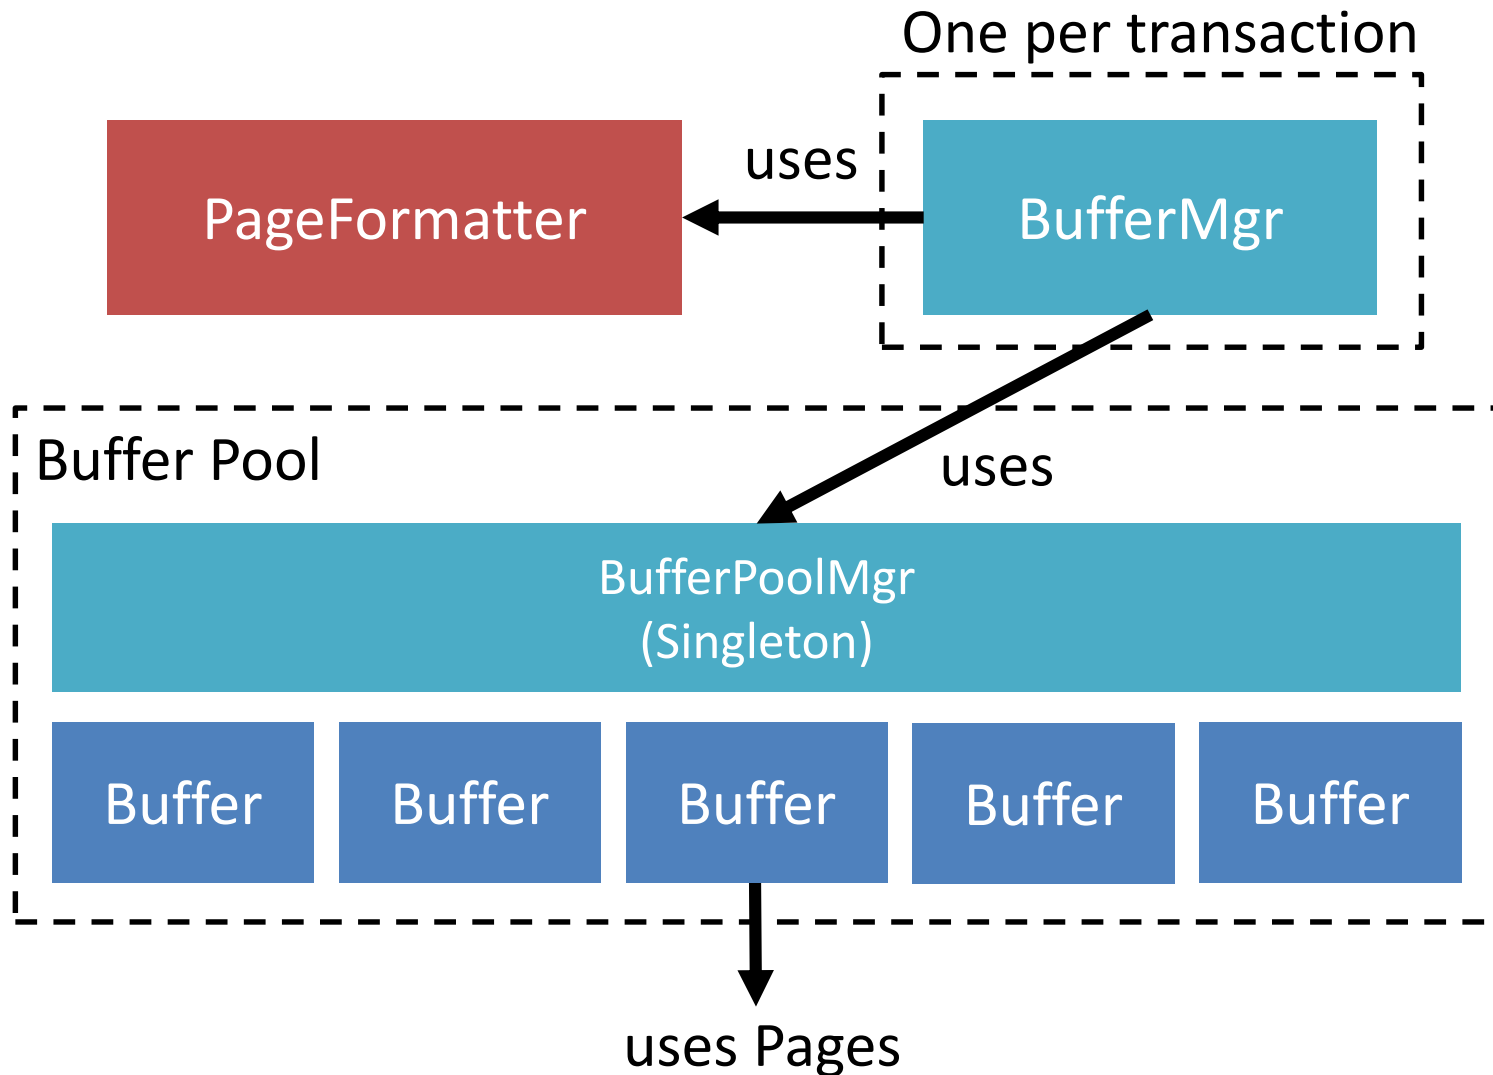 One per transaction
PageFormatter
uses
BufferMgr
Buffer Pool
uses
BufferPoolMgr
(Singleton)
Buffer
Buffer
Buffer
Buffer
Buffer
uses Pages